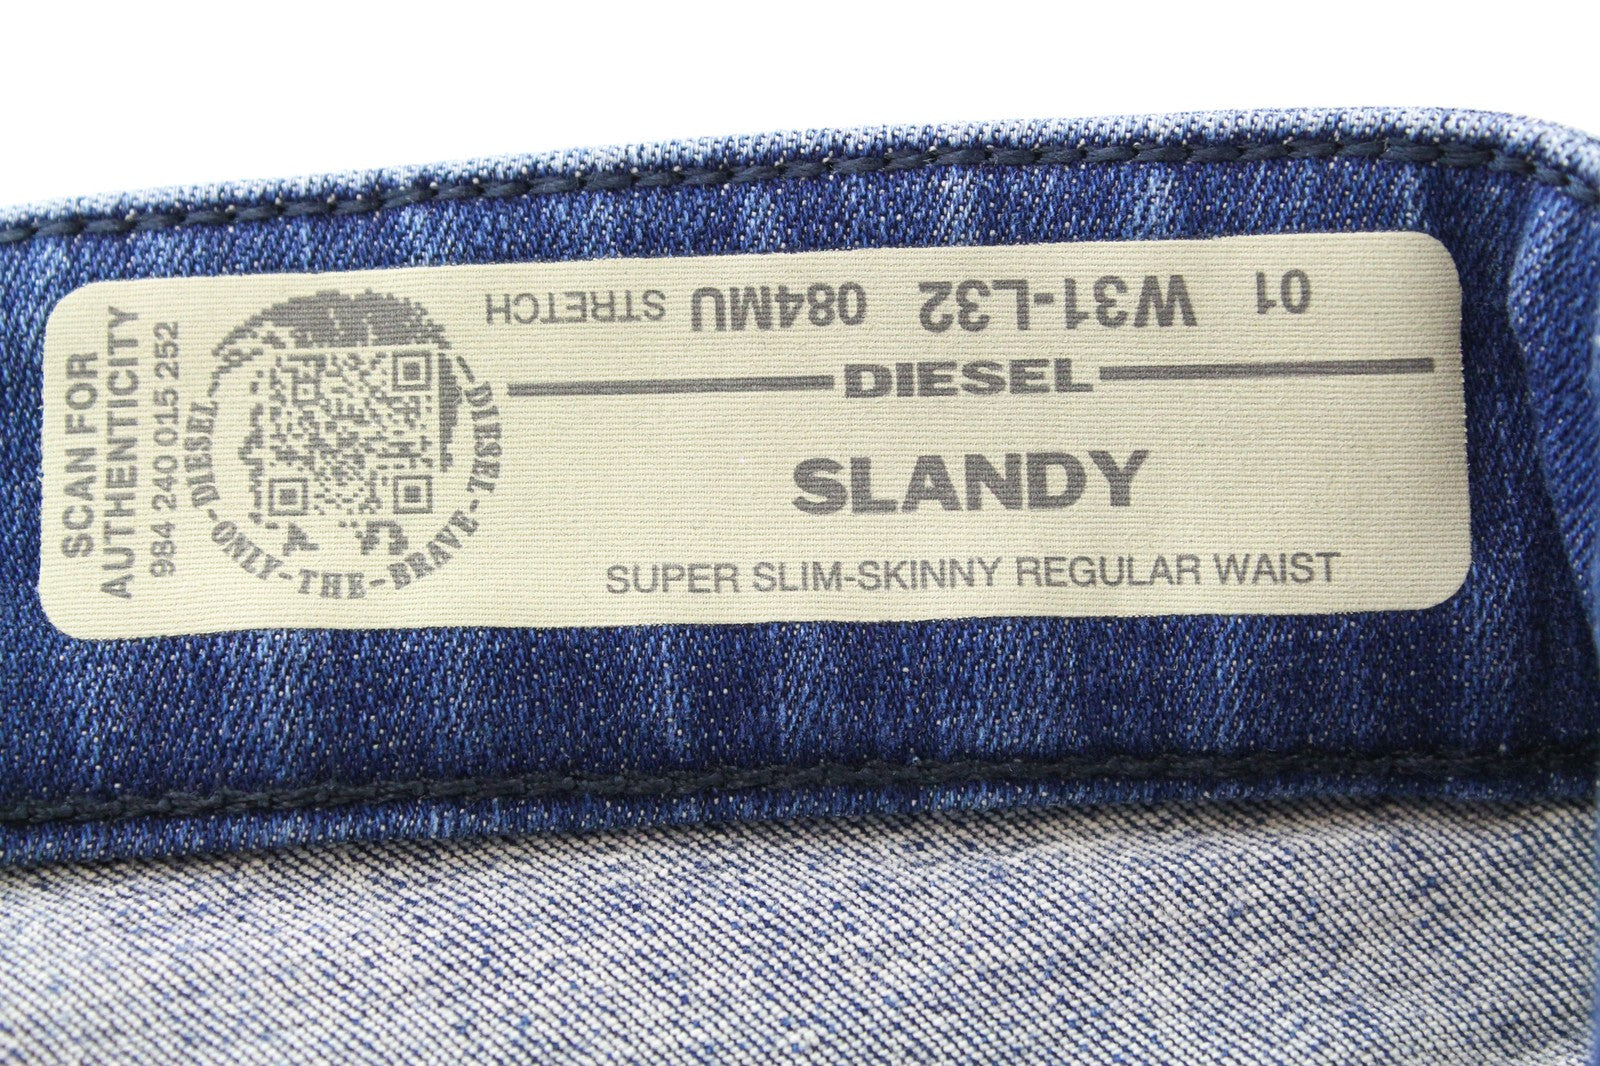 SCAN FOR
AUTHENTICITY
984 240 015 252
DIESEL-ONLY-THE-BRAVE-DIESEL
01 W31-L32 084MU STRETCH
DIESEL
SLANDY
SUPER SLIM-SKINNY REGULAR WAIST